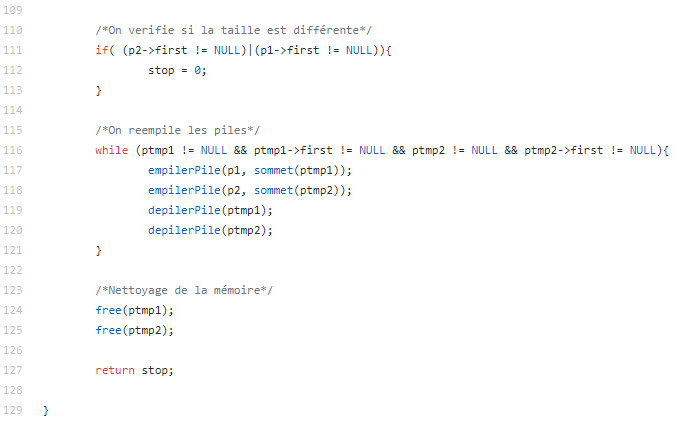 109
110 /*On verifie si la taille est différente*/
111 if( (p2->first != NULL)|(p1->first != NULL)){
112 stop = 0;
113 }
114
115 /*On reempile les piles*/
116 while (ptmp1 != NULL && ptmp1->first != NULL && ptmp2 != NULL && ptmp2->first != NULL){
117 empilerPile(p1, sommet(ptmp1));
118 empilerPile(p2, sommet(ptmp2));
119 depilerPile(ptmp1);
120 depilerPile(ptmp2);
121 }
122
123 /*Nettoyage de la mémoire*/
124 free(ptmp1);
125 free(ptmp2);
126
127 return stop;
128
129 }